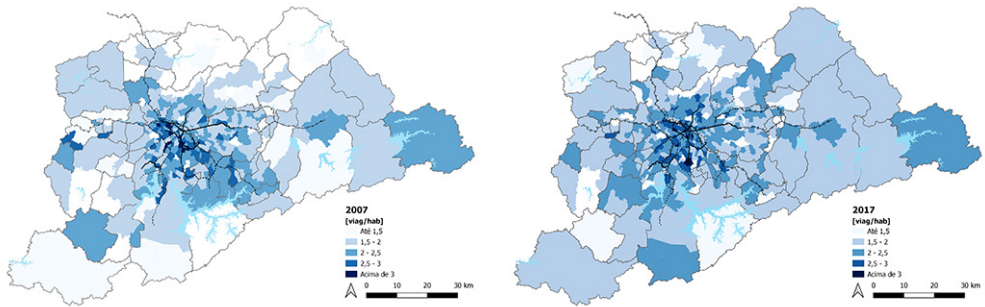 2007
[viag/hab]
Até 1,5
1,5 - 2
2 - 2,5
2,5 - 3
Acima de 3
0 10 20 30 km
2017
[viag/hab]
Até 1,5
1,5 - 2
2 - 2,5
2,5 - 3
Acima de 3
0 10 20 30 km